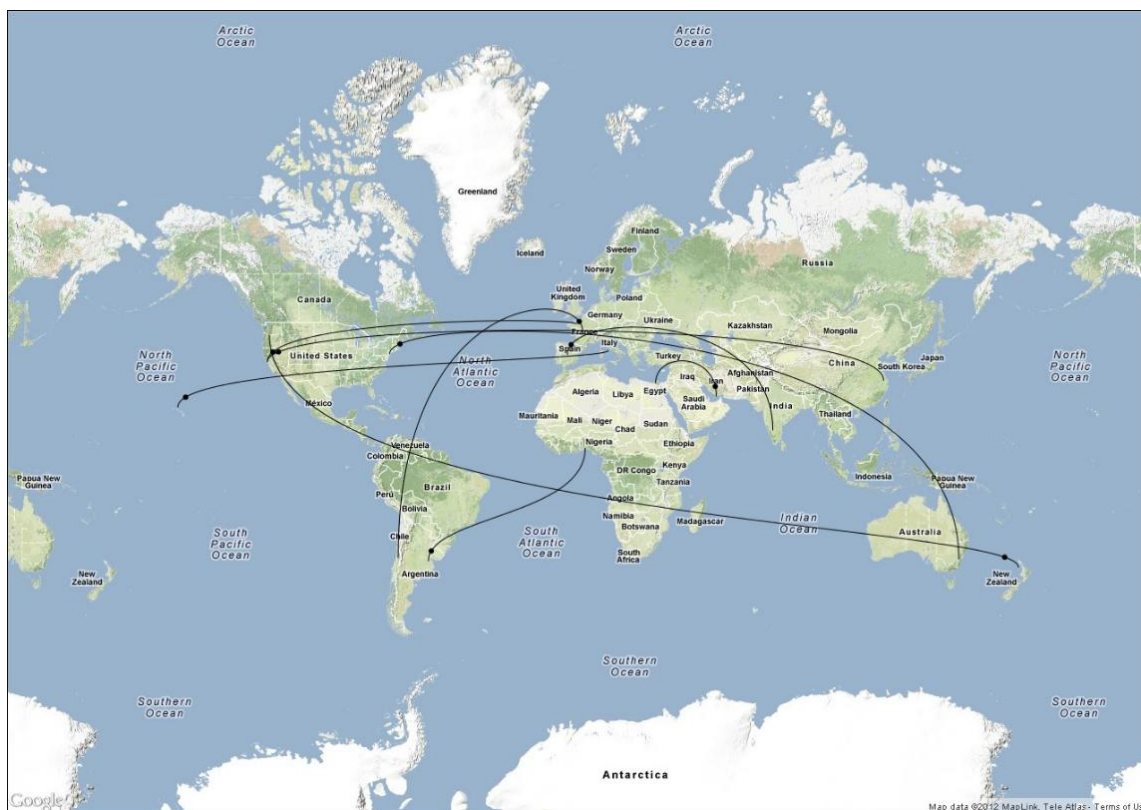 Arctic
Ocean
Arctic
Ocean
Greenland
Iceland
Finland
Sweden
Norway
Russia
United
Kingdom
Poland
Canada
Germany
Ukraine
France
Kazakhstan
Mongolia
North
Pacific
Ocean
United States
North
Atlantic
Ocean
Spain
Italy
Turkey
China
Japan
South Korea
North
Pacific
Ocean
Iraq
Iran
Afghanistan
Pakistan
Algeria
Libya
Egypt
Saudi
Arabia
India
México
Mauritania
Mali
Niger
Chad
Sudan
Thailand
Venezuela
Colombia
Nigeria
Ethiopia
Papua New
Guinea
Perú
Brazil
DR Congo
Kenya
Tanzania
Indonesia
Papua New
Guinea
Bolivia
Angola
Namibia
Botswana
Madagascar
Indian
Ocean
South
Pacific
Ocean
Chile
South
Atlantic
Ocean
South
Africa
Australia
South
Pacific
Ocean
New
Zealand
Argentina
New
Zealand
Southern
Ocean
Southern
Ocean
Southern
Ocean
Antarctica
Google
Map data ©2012 MapLink, Tele Atlas - Terms of Us